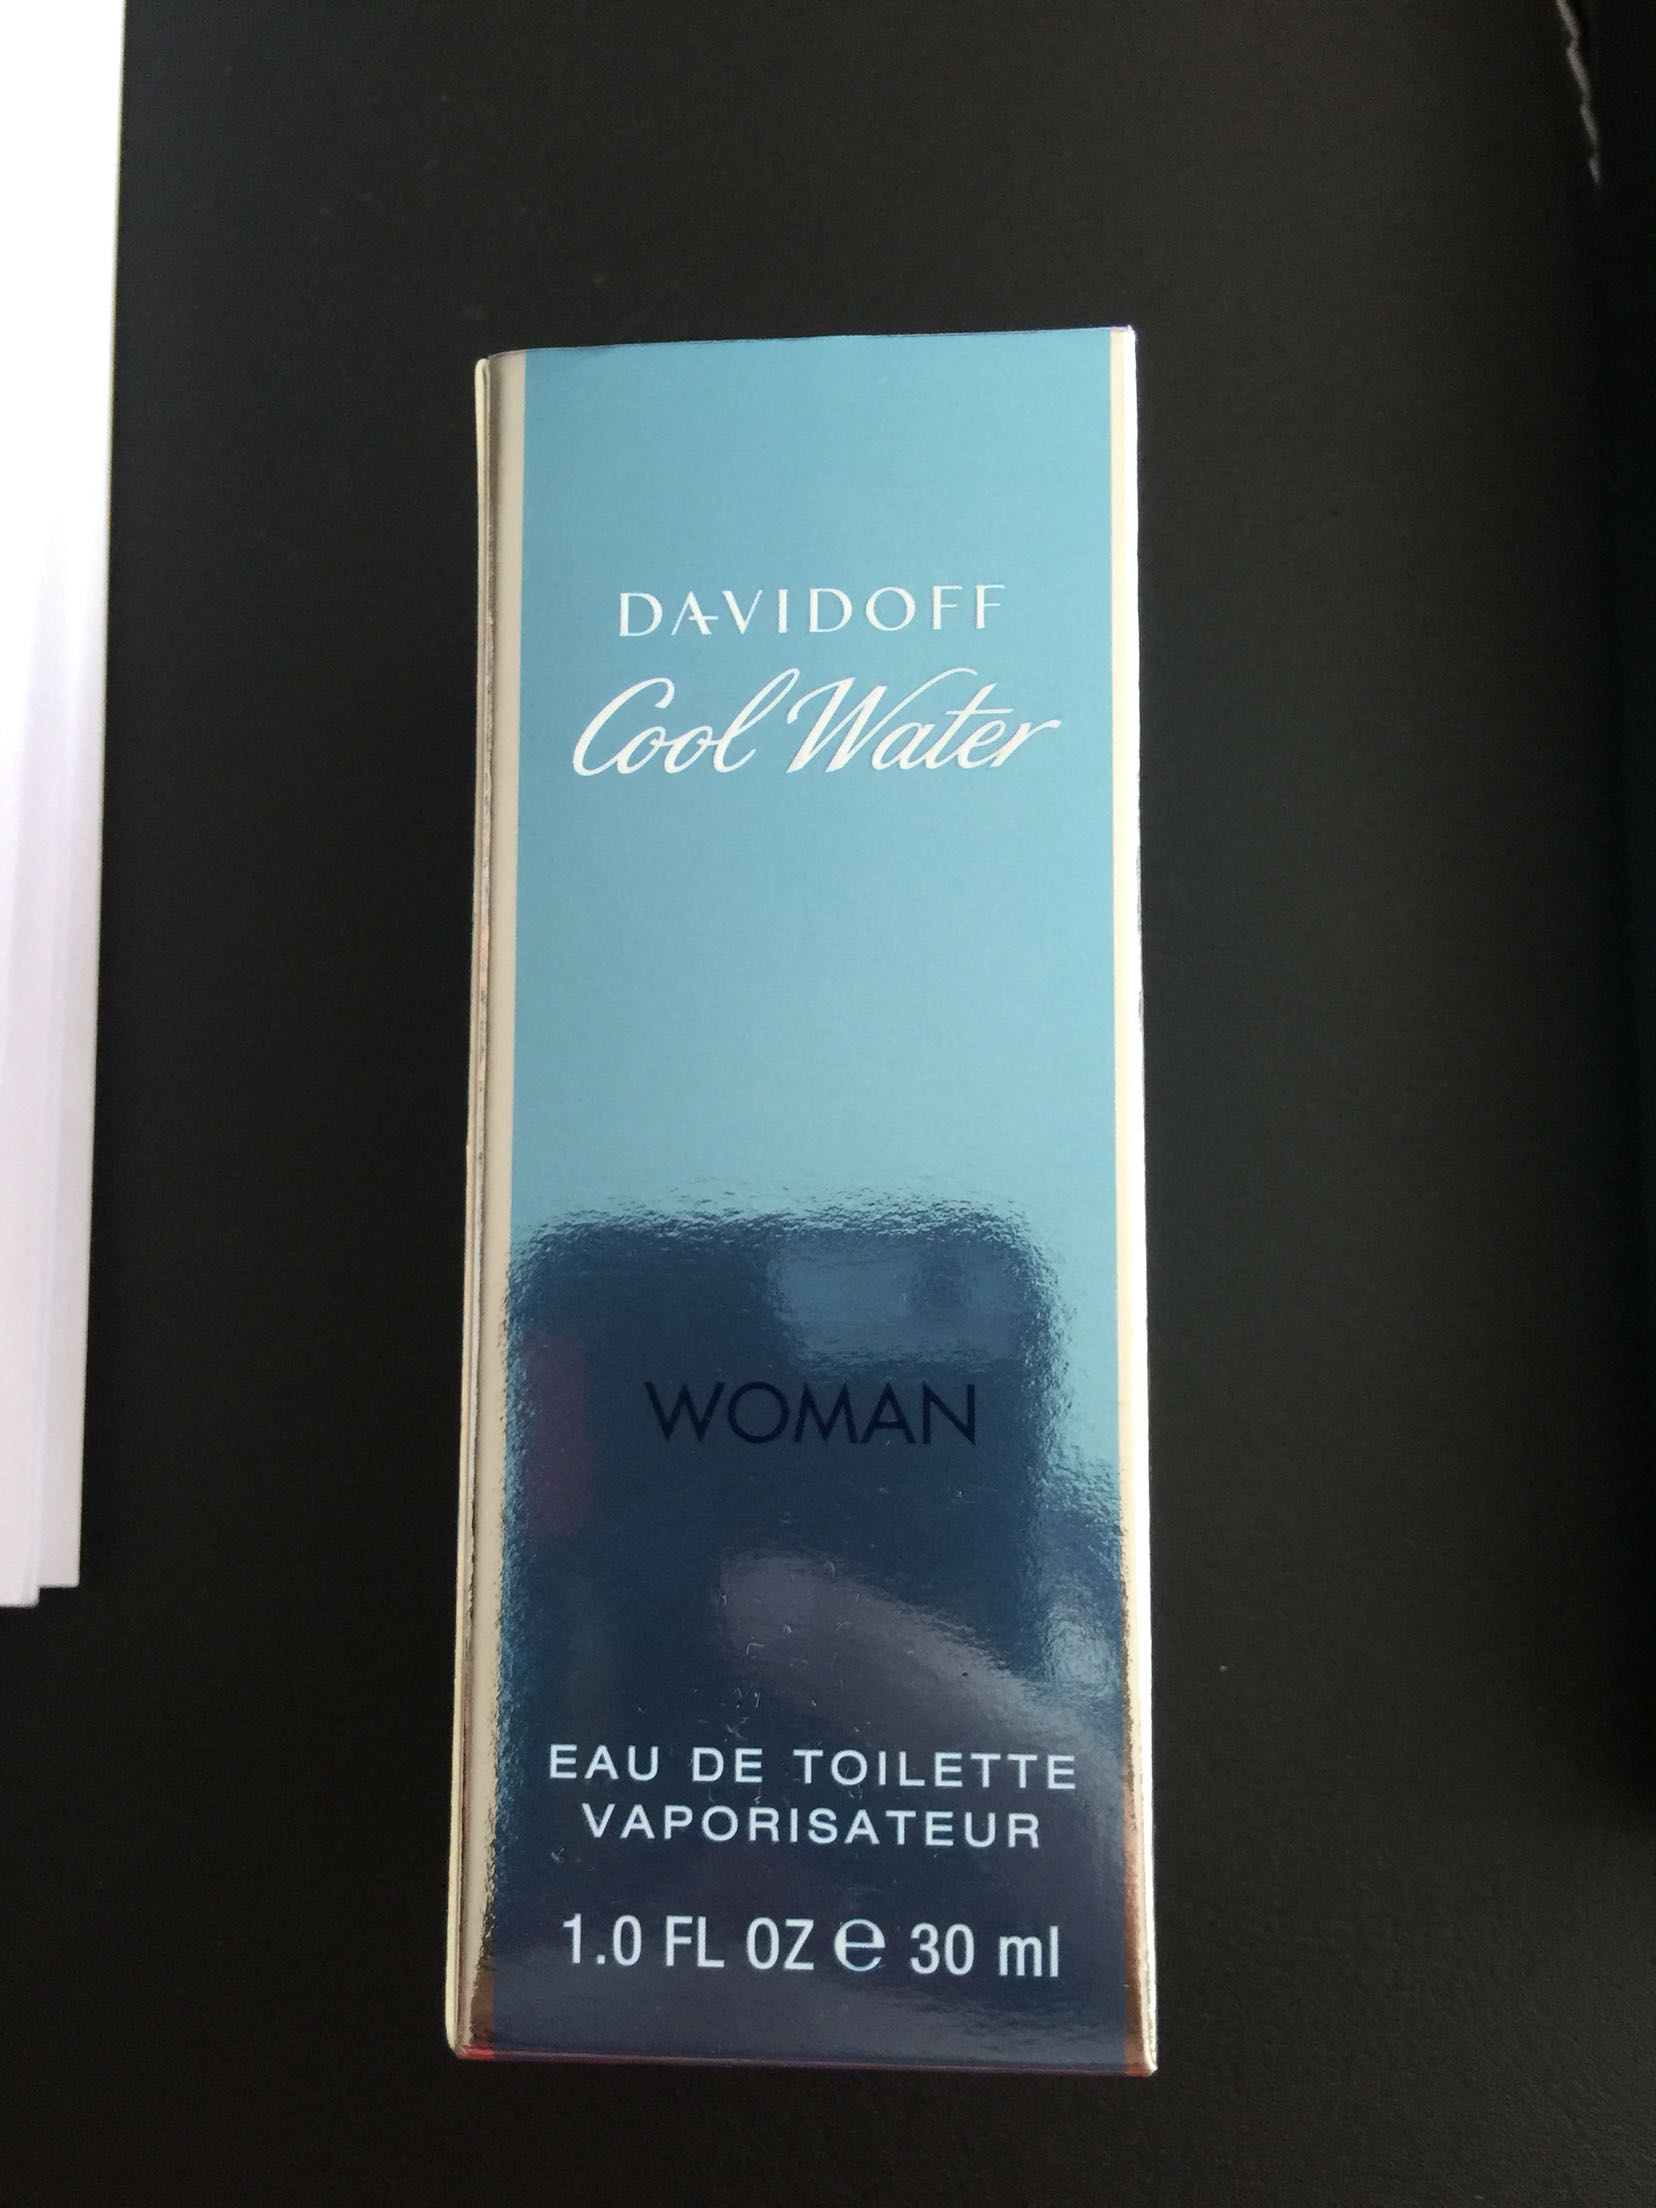 DAVIDOFF
Cool Water
WOMAN
EAU DE TOILETTE
VAPORISATEUR
1.0 FL OZ e 30 ml